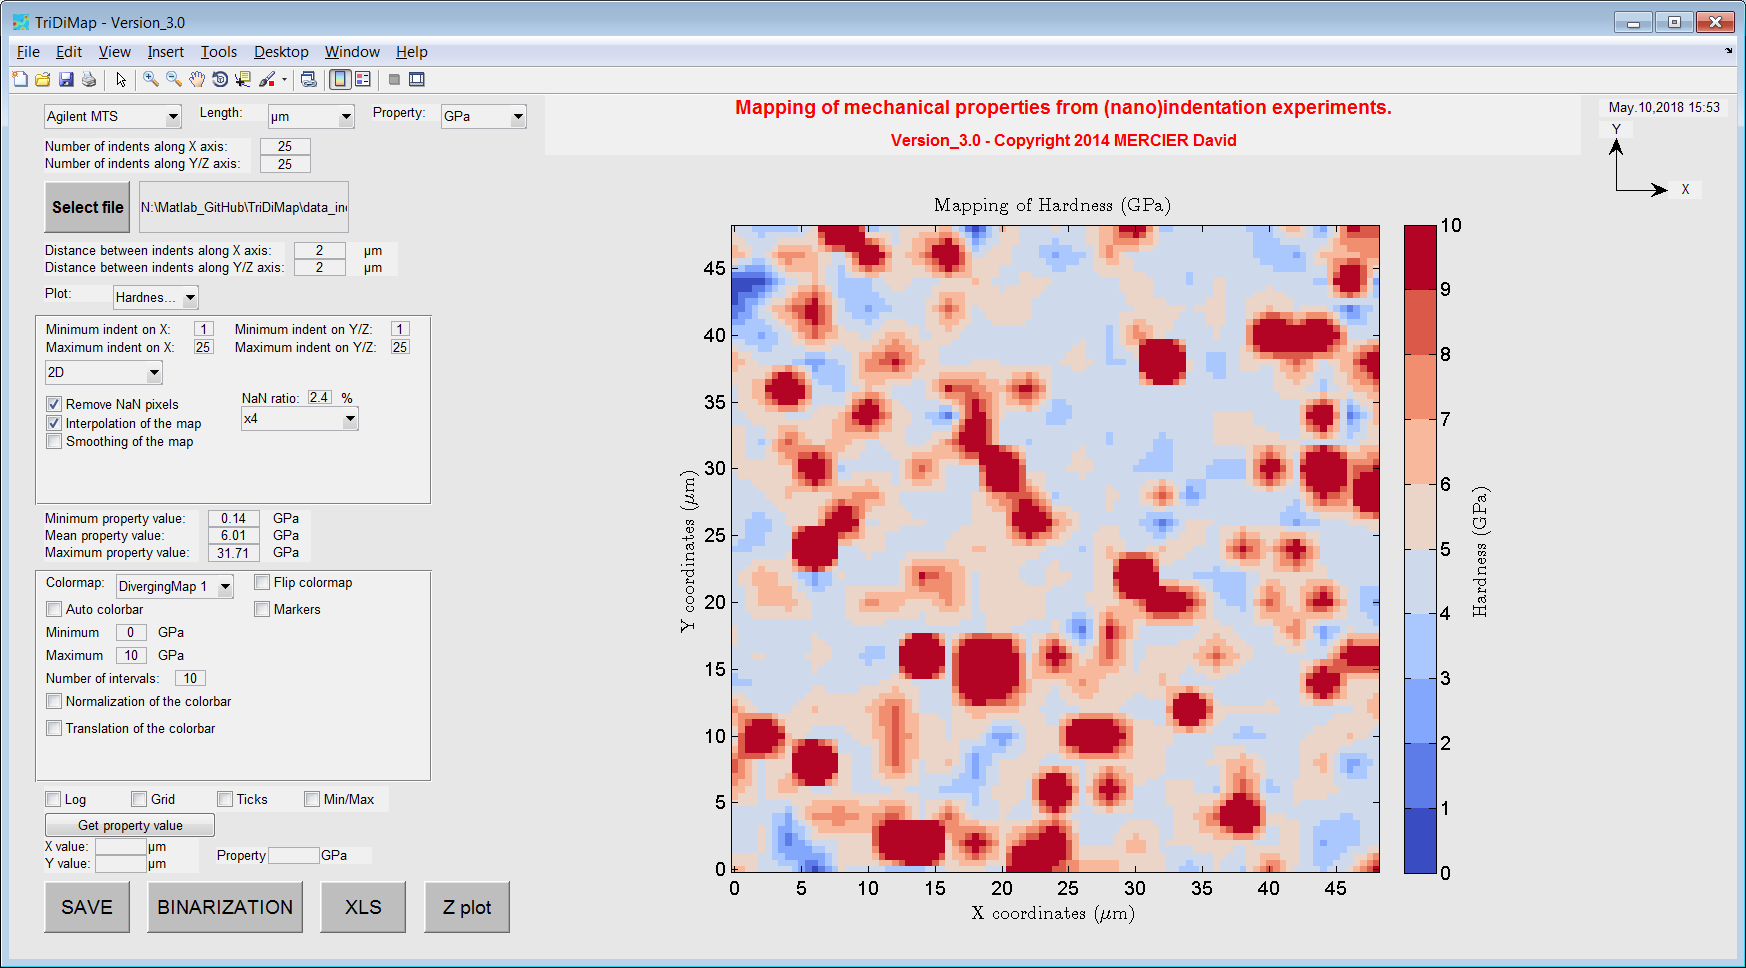 TriDiMap - Version_3.0
File Edit View Insert Tools Desktop Window Help
Agilent MTS Length: µm Property: GPa
Number of indents along X axis: 25
Number of indents along Y/Z axis: 25
Select file N:\Matlab_GitHub\TriDiMap\data_in
Distance between indents along X axis: 2 µm
Distance between indents along Y/Z axis: 2 µm
Plot: Hardnes...
Minimum indent on X: 1 Minimum indent on Y/Z: 1
Maximum indent on X: 25 Maximum indent on Y/Z: 25
2D
Remove NaN pixels NaN ratio: 2.4 %
Interpolation of the map x4
Smoothing of the map
Minimum property value: 0.14 GPa
Mean property value: 6.01 GPa
Maximum property value: 31.71 GPa
Colormap: DivergingMap 1 Flip colormap
Auto colorbar Markers
Minimum 0 GPa
Maximum 10 GPa
Number of intervals: 10
Normalization of the colorbar
Translation of the colorbar
Log Grid Ticks Min/Max
Get property value
X value: µm
Y value: µm
Property GPa
SAVE BINARIZATION XLS Z plot
Mapping of mechanical properties from (nano)indentation experiments.
Version_3.0 - Copyright 2014 MERCIER David
May.10,2018 15:53
Y
X
Mapping of Hardness (GPa)
45
40
35
30
25
20
15
10
5
0
Y coordinates (µm)
0 5 10 15 20 25 30 35 40 45
X coordinates (µm)
10
9
8
7
6
5
4
3
2
1
0
Hardness (GPa)